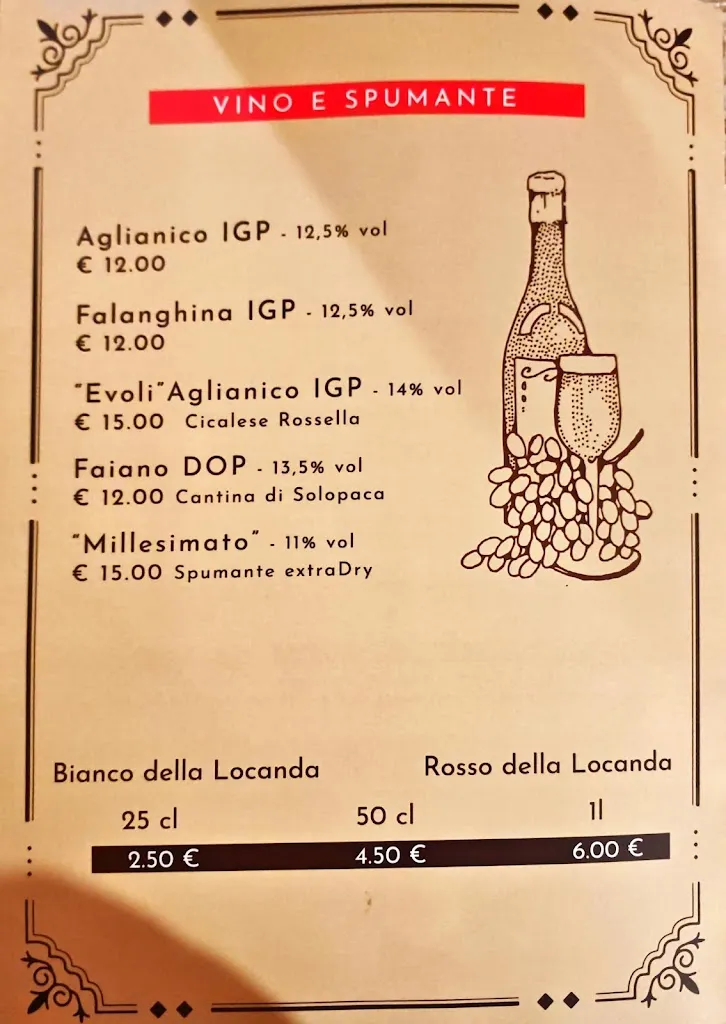 VINO E SPUMANTE
Aglianico IGP - 12,5% vol
€ 12.00
Falanghina IGP - 12,5% vol
€ 12.00
"Evoli"Aglianico IGP - 14% vol
€ 15.00 Cicalese Rossella
Faiano DOP - 13,5% vol
€ 12.00 Cantina di Solopaca
"Millesimato" - 11% vol
€ 15.00 Spumante extraDry
Bianco della Locanda Rosso della Locanda
25 cl 50 cl 1l
2.50 € 4.50 € 6.00 €